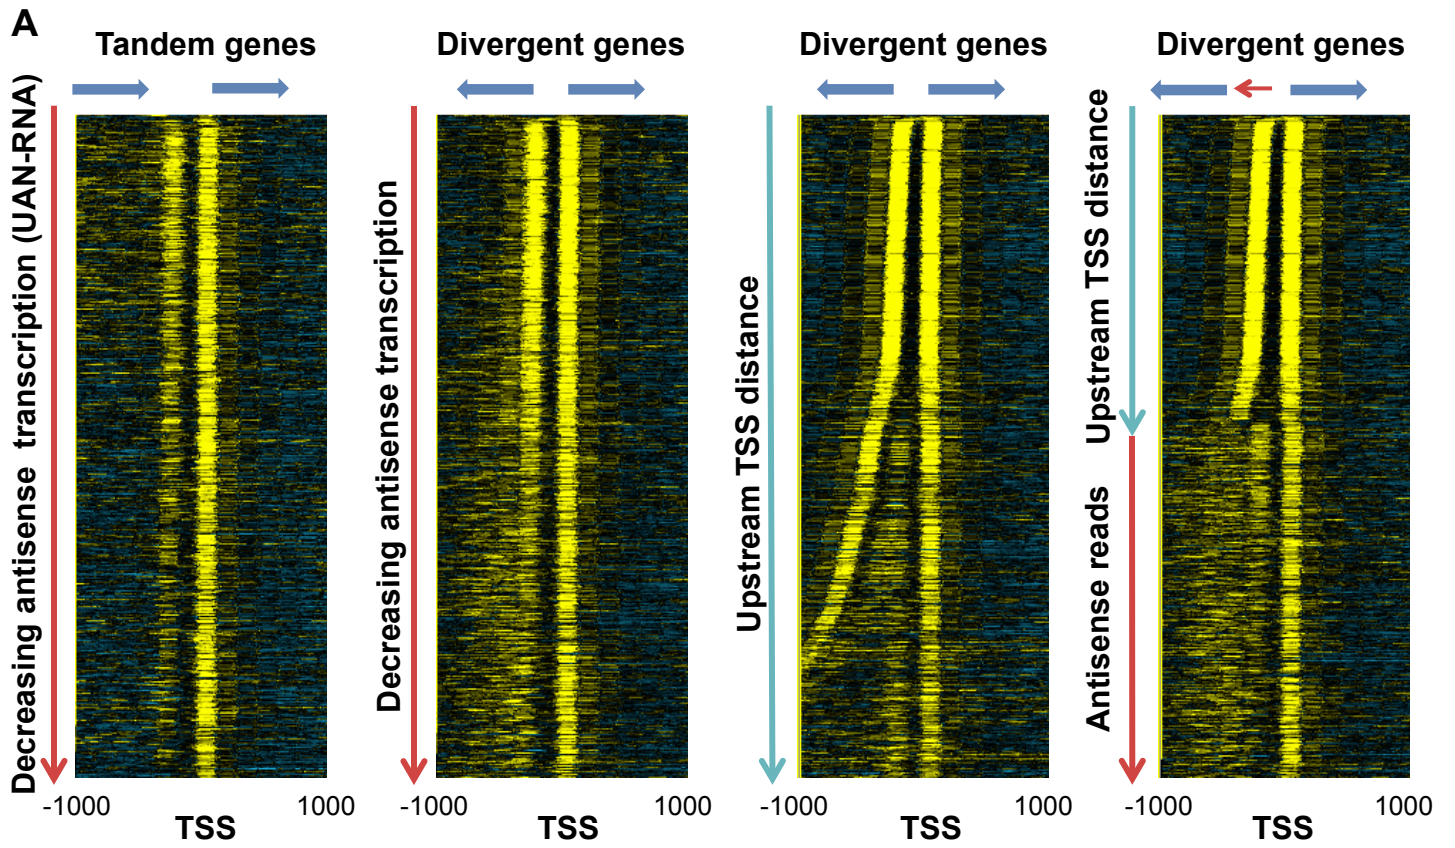 A
Tandem genes
Divergent genes
Divergent genes
Divergent genes
Decreasing antisense transcription (UAN-RNA)
Decreasing antisense transcription
Upstream TSS distance
Upstream TSS distance
Antisense reads
-1000 1000
TSS
-1000 1000
TSS
-1000 1000
TSS
-1000 1000
TSS